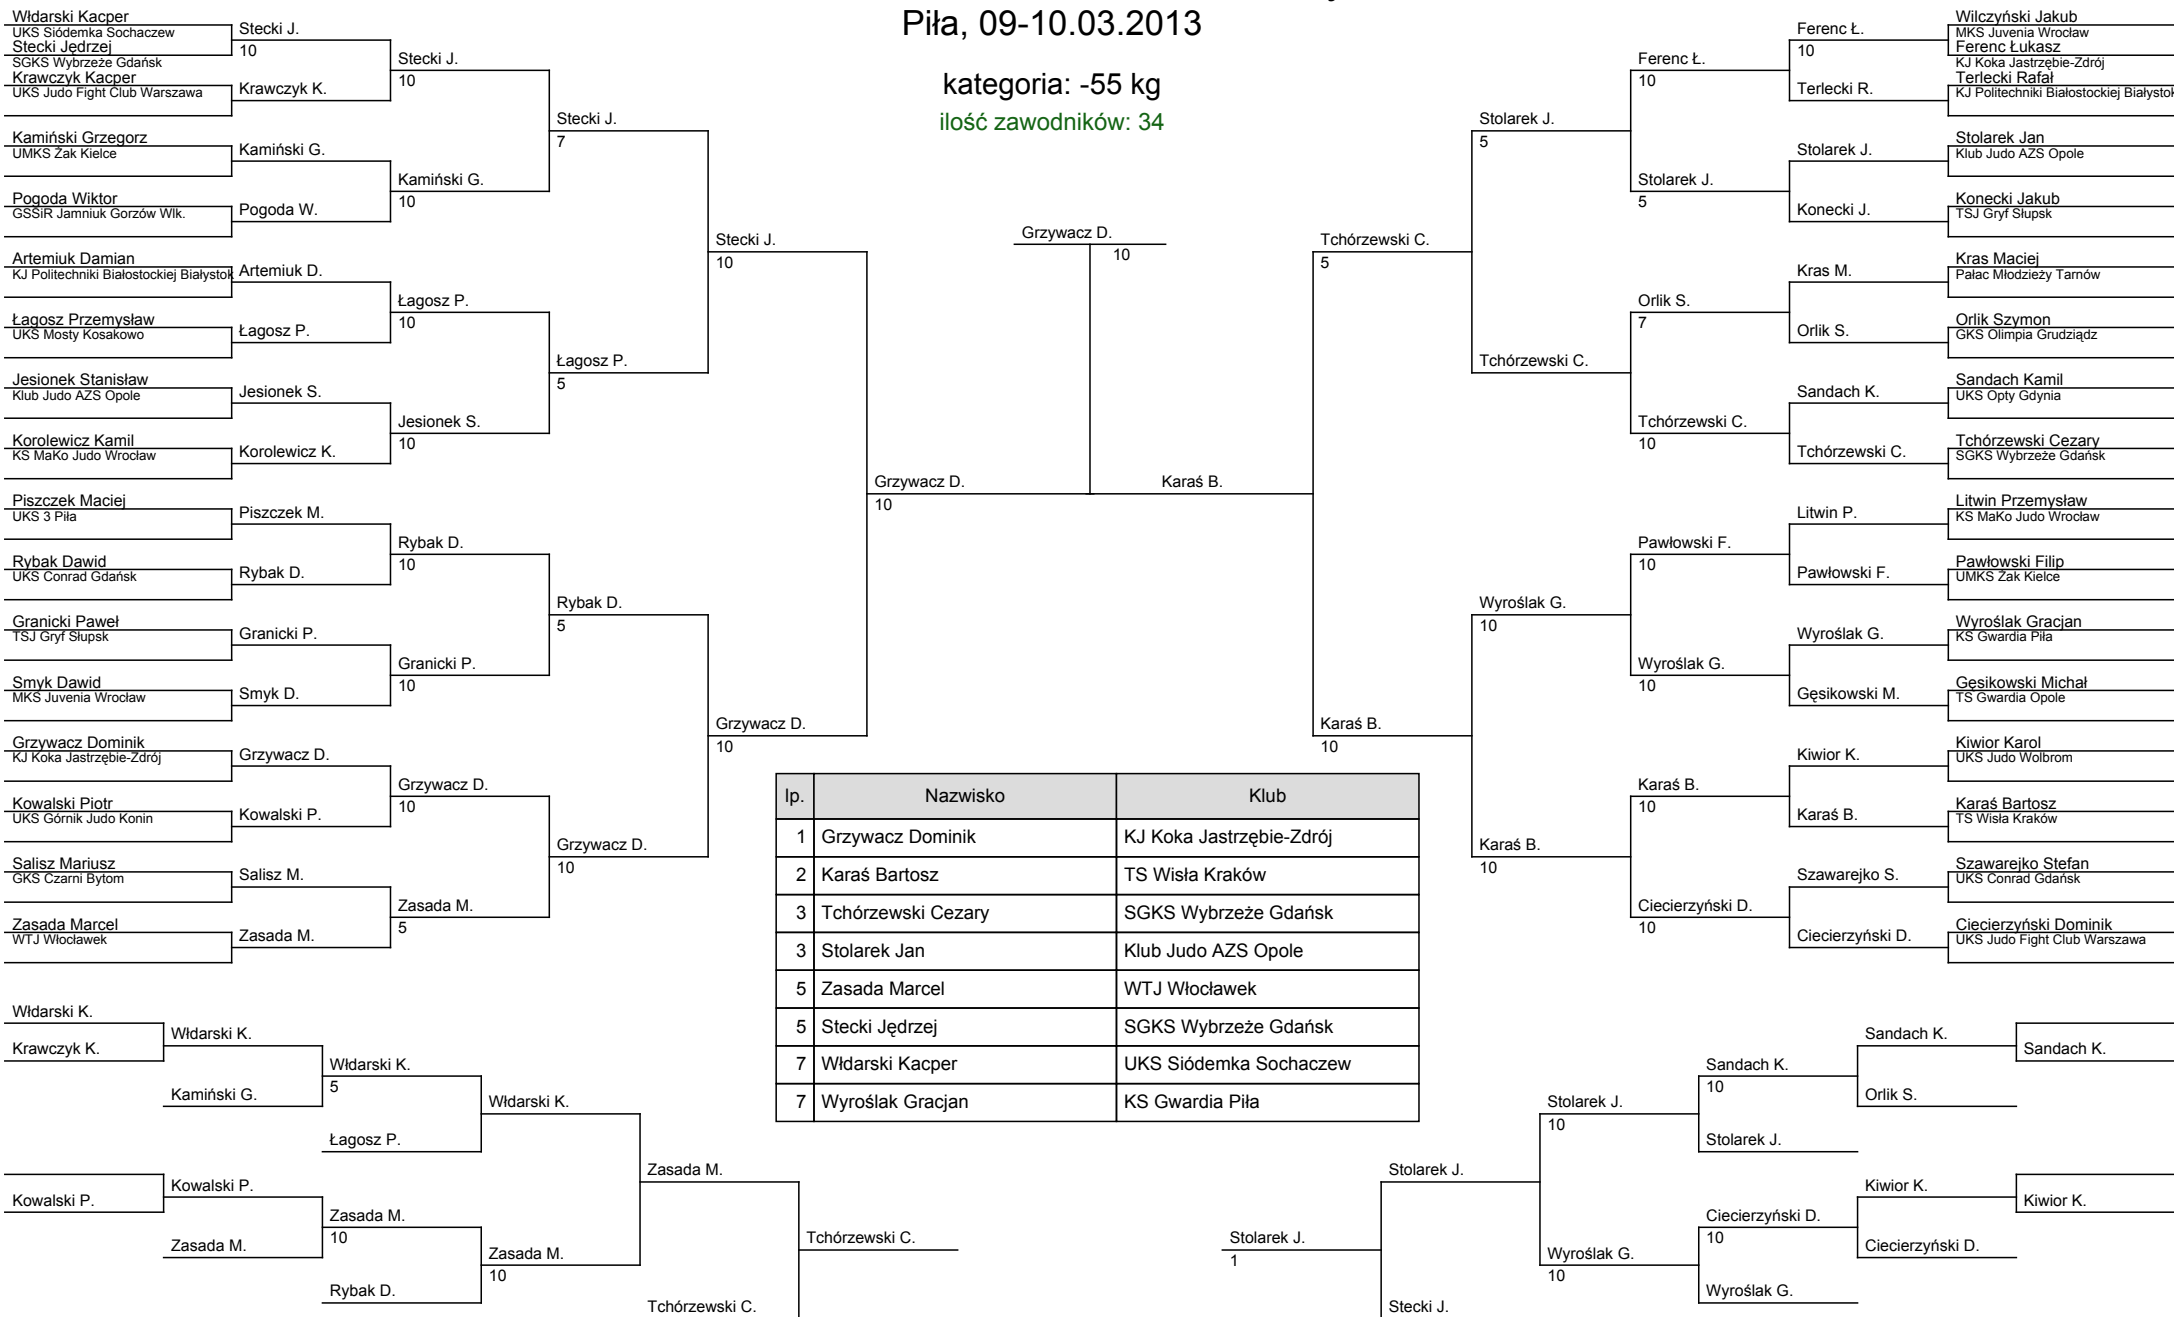 Piła, 09-10.03.2013
kategoria: -55 kg
ilość zawodników: 34
Włdarski Kacper
UKS Siódemka Sochaczew
Stecki Jędrzej
SGKS Wybrzeże Gdańsk
Krawczyk Kacper
UKS Judo Fight Club Warszawa
Kamiński Grzegorz
UMKS Żak Kielce
Pogoda Wiktor
GSSiR Jamniuk Gorzów Wlk.
Artemiuk Damian
KJ Politechniki Białostockiej Białystok
Łagosz Przemysław
UKS Mosty Kosakowo
Jesionek Stanisław
Klub Judo AZS Opole
Korolewicz Kamil
KS MaKo Judo Wrocław
Piszczek Maciej
UKS 3 Piła
Rybak Dawid
UKS Conrad Gdańsk
Granicki Paweł
TSJ Gryf Słupsk
Smyk Dawid
MKS Juvenia Wrocław
Grzywacz Dominik
KJ Koka Jastrzębie-Zdrój
Kowalski Piotr
UKS Górnik Judo Konin
Salisz Mariusz
GKS Czarni Bytom
Zasada Marcel
WTJ Włocławek
Stecki J.
10
Krawczyk K.
Kamiński G.
Pogoda W.
Artemiuk D.
Łagosz P.
Jesionek S.
Korolewicz K.
Piszczek M.
Rybak D.
Granicki P.
Smyk D.
Grzywacz D.
Kowalski P.
Salisz M.
Zasada M.
Stecki J.
10
Kamiński G.
10
Łagosz P.
10
Jesionek S.
10
Rybak D.
10
Granicki P.
10
Grzywacz D.
10
Zasada M.
5
Stecki J.
7
Łagosz P.
5
Rybak D.
5
Grzywacz D.
10
Stecki J.
10
Grzywacz D.
10
Grzywacz D.
10
Grzywacz D.
10
Karaś B.
Tchórzewski C.
5
Karaś B.
10
Stolarek J.
5
Tchórzewski C.
Wyroślak G.
10
Karaś B.
10
Ferenc Ł.
10
Stolarek J.
5
Orlik S.
7
Tchórzewski C.
10
Pawłowski F.
10
Wyroślak G.
10
Karaś B.
10
Ciecierzyński D.
10
Ferenc Ł.
10
Terlecki R.
Stolarek J.
Konecki J.
Kras M.
Orlik S.
Sandach K.
Tchórzewski C.
Litwin P.
Pawłowski F.
Wyroślak G.
Gęsikowski M.
Kiwior K.
Karaś B.
Szawarejko S.
Ciecierzyński D.
Wilczyński Jakub
MKS Juvenia Wrocław
Ferenc Łukasz
KJ Koka Jastrzębie-Zdrój
Terlecki Rafał
KJ Politechniki Białostockiej Białystok
Stolarek Jan
Klub Judo AZS Opole
Konecki Jakub
TSJ Gryf Słupsk
Kras Maciej
Pałac Młodzieży Tarnów
Orlik Szymon
GKS Olimpia Grudziądz
Sandach Kamil
UKS Opty Gdynia
Tchórzewski Cezary
SGKS Wybrzeże Gdańsk
Litwin Przemysław
KS MaKo Judo Wrocław
Pawłowski Filip
UMKS Żak Kielce
Wyroślak Gracjan
KS Gwardia Piła
Gęsikowski Michał
TS Gwardia Opole
Kiwior Karol
UKS Judo Wolbrom
Karaś Bartosz
TS Wisła Kraków
Szawarejko Stefan
UKS Conrad Gdańsk
Ciecierzyński Dominik
UKS Judo Fight Club Warszawa
lp. Nazwisko Klub
1 Grzywacz Dominik KJ Koka Jastrzębie-Zdrój
2 Karaś Bartosz TS Wisła Kraków
3 Tchórzewski Cezary SGKS Wybrzeże Gdańsk
3 Stolarek Jan Klub Judo AZS Opole
5 Zasada Marcel WTJ Włocławek
5 Stecki Jędrzej SGKS Wybrzeże Gdańsk
7 Włdarski Kacper UKS Siódemka Sochaczew
7 Wyroślak Gracjan KS Gwardia Piła
Włdarski K.
Krawczyk K.
Kowalski P.
Włdarski K.
Kamiński G.
Kowalski P.
Zasada M.
Włdarski K.
5
Łagosz P.
Zasada M.
10
Rybak D.
Włdarski K.
Zasada M.
10
Zasada M.
Tchórzewski C.
Tchórzewski C.
Stolarek J.
1
Stolarek J.
Stecki J.
Stolarek J.
10
Wyroślak G.
10
Sandach K.
10
Stolarek J.
Ciecierzyński D.
10
Wyroślak G.
Sandach K.
Orlik S.
Kiwior K.
Ciecierzyński D.
Sandach K.
Kiwior K.